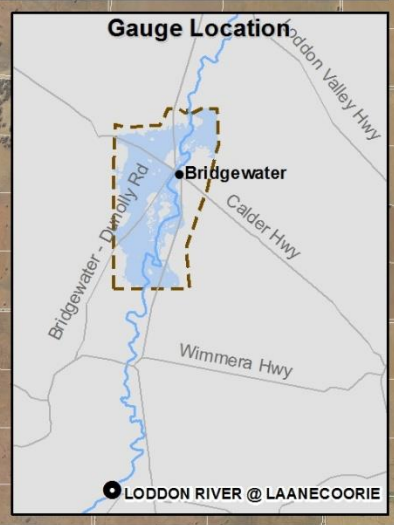 Gauge Location
Loddon Valley Hwy
Bridgewater
Bridgewater - Dunolly Rd
Calder Hwy
Wimmera Hwy
LODDON RIVER @ LAANECOORIE